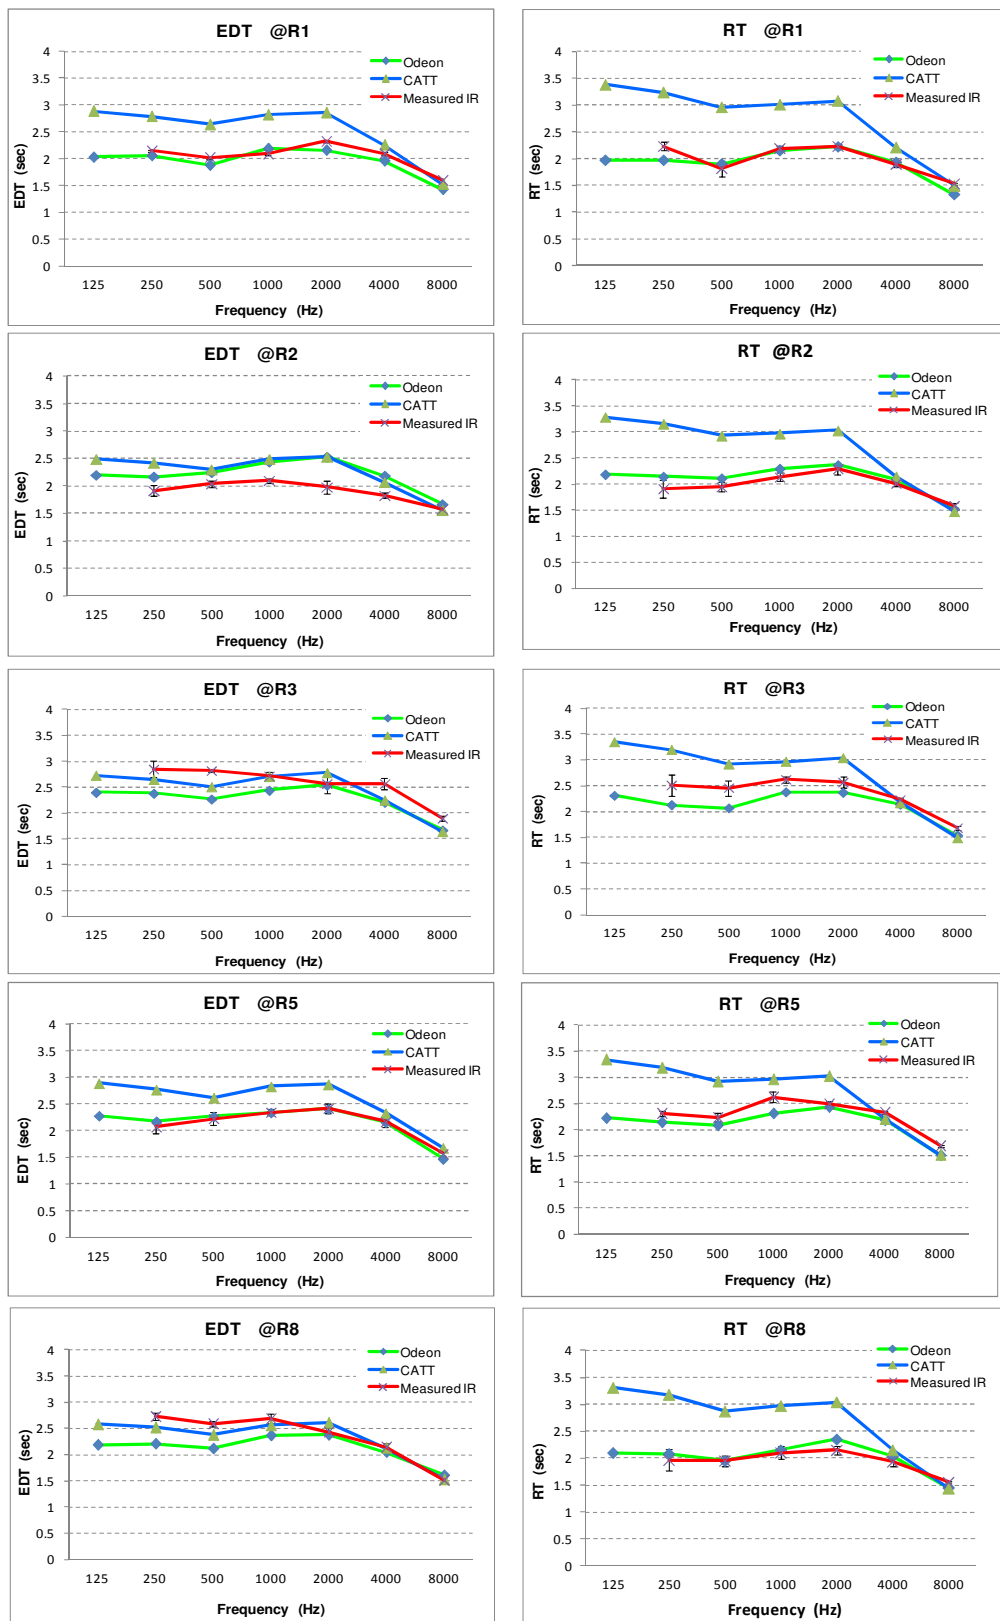 EDT @R1
4
3.5
3
2.5
2
1.5
1
0.5
0
EDT (sec)
125 250 500 1000 2000 4000 8000
Frequency (Hz)
Odeon
CATT
Measured IR
RT @R1
4
3.5
3
2.5
2
1.5
1
0.5
0
RT (sec)
125 250 500 1000 2000 4000 8000
Frequency (Hz)
Odeon
CATT
Measured IR
EDT @R2
4
3.5
3
2.5
2
1.5
1
0.5
0
EDT (sec)
125 250 500 1000 2000 4000 8000
Frequency (Hz)
Odeon
CATT
Measured IR
RT @R2
4
3.5
3
2.5
2
1.5
1
0.5
0
RT (sec)
125 250 500 1000 2000 4000 8000
Frequency (Hz)
Odeon
CATT
Measured IR
EDT @R3
4
3.5
3
2.5
2
1.5
1
0.5
0
EDT (sec)
125 250 500 1000 2000 4000 8000
Frequency (Hz)
Odeon
CATT
Measured IR
RT @R3
4
3.5
3
2.5
2
1.5
1
0.5
0
RT (sec)
125 250 500 1000 2000 4000 8000
Frequency (Hz)
Odeon
CATT
Measured IR
EDT @R5
4
3.5
3
2.5
2
1.5
1
0.5
0
EDT (sec)
125 250 500 1000 2000 4000 8000
Frequency (Hz)
Odeon
CATT
Measured IR
RT @R5
4
3.5
3
2.5
2
1.5
1
0.5
0
RT (sec)
125 250 500 1000 2000 4000 8000
Frequency (Hz)
Odeon
CATT
Measured IR
EDT @R8
4
3.5
3
2.5
2
1.5
1
0.5
0
EDT (sec)
125 250 500 1000 2000 4000 8000
Frequency (Hz)
Odeon
CATT
Measured IR
RT @R8
4
3.5
3
2.5
2
1.5
1
0.5
0
RT (sec)
125 250 500 1000 2000 4000 8000
Frequency (Hz)
Odeon
CATT
Measured IR